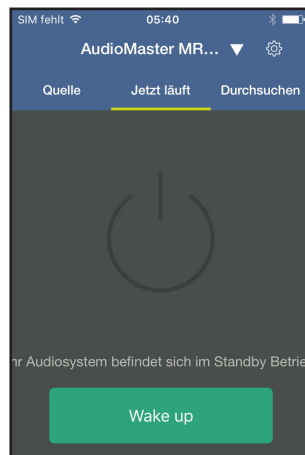 SIM fehlt 05:40
AudioMaster MR... ▼
Quelle Jetzt läuft Durchsuchen
hr Audiosystem befindet sich im Standby Betrie
Wake up